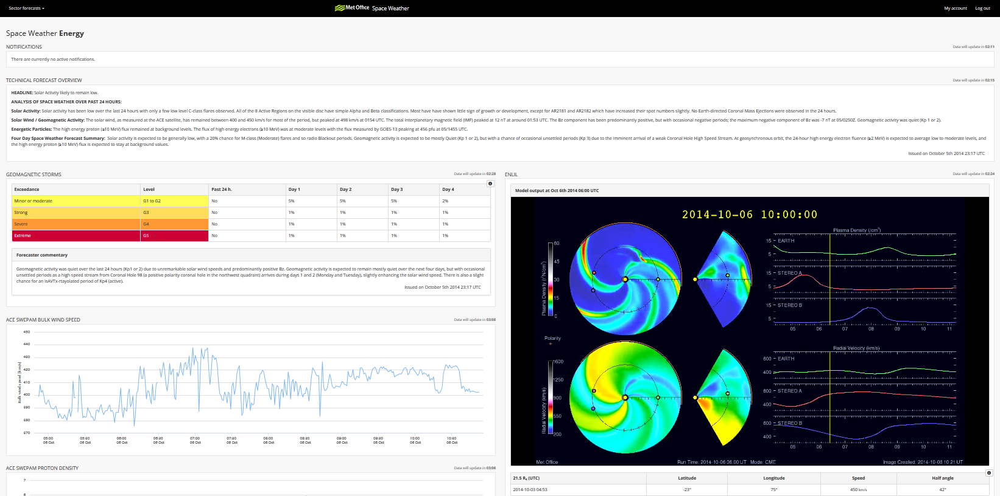 Sector forecasts
Met Office Space Weather
My account Log out
Space Weather Energy
NOTIFICATIONS
Data will update in 02:11
There are currently no active notifications.
TECHNICAL FORECAST OVERVIEW
Data will update in 02:15
HEADLINE: Solar Activity likely to remain low.
ANALYSIS OF SPACE WEATHER OVER PAST 24 HOURS:
Solar Activity: Solar activity has been low over the last 24 hours with only a few low level C-class flares observed. All of the 8 Active Regions on the visible disc have simple Alpha and Beta classifications. Most have have shown little sign of growth or development, except for AR2181 and AR2182 which have increased their spot numbers slightly. No Earth-directed Coronal Mass Ejections were observed in the 24 hours.
Solar Wind / Geomagnetic Activity: The solar wind, as measured at the ACE satellite, has remained between 400 and 450 km/s for most of the period, but peaked at 498 km/s at 0154 UTC. The total interplanetary magnetic field (IMF) peaked at 12 nT at around 01:53 UTC. The Bz component has been predominantly positive, but with occasional negative periods; the maximum negative component of Bz was -7 nT at 05/0250Z. Geomagnetic activity was quiet (Kp 1 or 2).
Energetic Particles: The high energy proton (≥10 MeV) flux remained at background levels. The flux of high energy electrons (≥10 MeV) was at moderate levels with the flux measured by GOES-13 peaking at 456 pfu at 05/1455 UTC.
Four Day Space Weather Forecast Summary: Solar activity is expected to be generally low, with a 20% chance for M-class (Moderate) flares and so radio Blackout periods. Geomagnetic activity is expected to be mostly Quiet (Kp 1 or 2), but with a chance of occasional unsettled periods (Kp 3) due to the imminent arrival of a weak Coronal Hole High Speed Stream. At geosynchronous orbit, the 24-hour high energy electron fluence (≥2 MeV) is expected to average low to moderate levels, and
the high energy proton (≥10 MeV) flux is expected to stay at background values.
Issued on October 5th 2014 23:17 UTC
GEOMAGNETIC STORMS
Data will update in 02:28
Exceedance Level Past 24 h. Day 1 Day 2 Day 3 Day 4
Minor or moderate G1 to G2 No 5% 5% 5% 2%
Strong G3 No 1% 1% 1% 1%
Severe G4 No 1% 1% 1% 1%
Extreme G5 No 1% 1% 1% 1%
Forecaster commentary
Geomagnetic activity was quiet over the last 24 hours (Kp1 or 2) due to unremarkable solar wind speeds and predominantly positive Bz. Geomagnetic activity is expected to remain mostly quiet over the next four days, but with occasional
unsettled periods as a high speed stream from Coronal Hole 98 (a positive polarity coronal hole in the northwest quadrant) arrives during days 1 and 2 (Monday and Tuesday), slightly enhancing the solar wind speed. There is also a slight
chance for an isAVTx-rtayolated period of Kp4 (active).
Issued on October 5th 2014 23:17 UTC
ACE SWEPAM BULK WIND SPEED
Data will update in 03:08
Bulk wind speed [km/s]
450
440
430
420
410
400
390
380
370
05:00 05:30 06:00 06:30 07:00 07:30 08:00 08:30 09:00 09:30 10:00 10:30
06 Oct 06 Oct 06 Oct 06 Oct 06 Oct 06 Oct 06 Oct 06 Oct 06 Oct 06 Oct 06 Oct 06 Oct
ACE SWEPAM PROTON DENSITY
Data will update in 03:08
7
6
ENLIL
Data will update in 02:24
Model output at Oct 6th 2014 06:00 UTC
2014-10-06 10:00:00
Plasma Density (r²N/cm³)
60
45
30
15
0
Plasma Density (/cm³)
15 EARTH
5
15 STEREO A
5
15 STEREO B
5
05 06 07 08 09 10 11
Polarity
+
Radial Velocity (km/s)
1600
1250
900
550
200
Radial Velocity (km/s)
600 EARTH
400
600 STEREO A
400
600 STEREO B
400
05 06 07 08 09 10 11
Met Office Run Time: 2014-10-06 06:00 UT Mode: CME Image Created: 2014-10-06 10:21 UT
21.5 Rₛ (UTC) Latitude Longitude Speed Half angle
2014-10-03 04:53 -23° 75° 450 km/s 42°